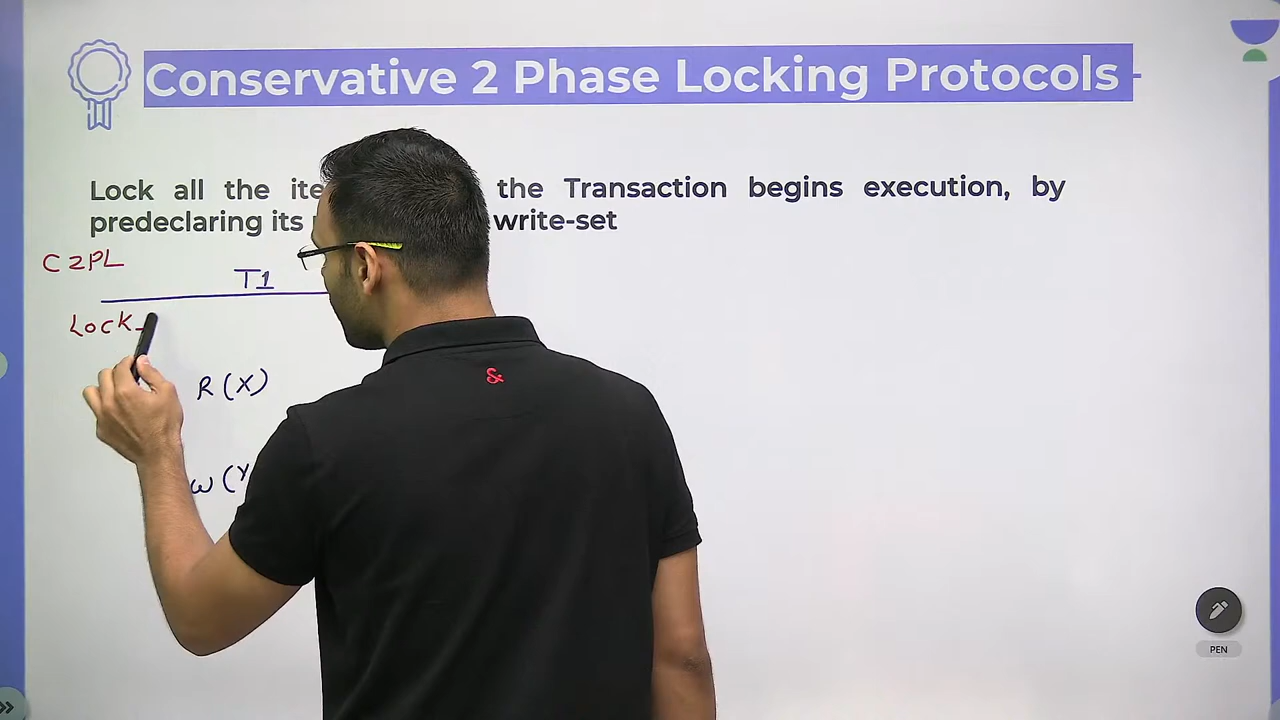 Conservative 2 Phase Locking Protocols -
Lock all the the Transaction begins execution, by
predeclaring its write-set
C2PL
T1
Lock-
R(X)
W(Y
&
PEN